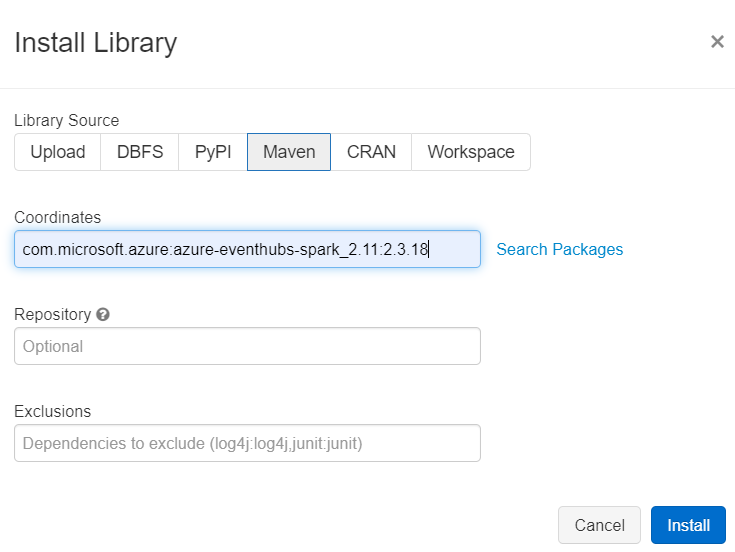 Install Library
×
Library Source
Upload DBFS PyPI Maven CRAN Workspace
Coordinates
com.microsoft.azure:azure-eventhubs-spark_2.11:2.3.18 Search Packages
Repository ?
Optional
Exclusions
Dependencies to exclude (log4j:log4j,junit:junit)
Cancel Install